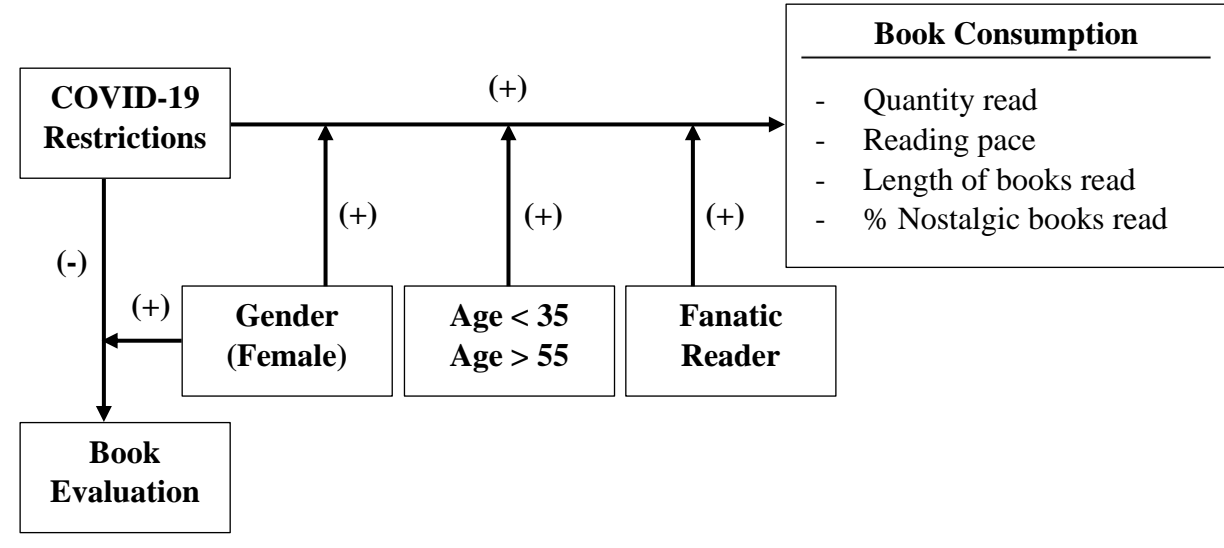 Book Consumption
COVID-19
Restrictions
(+)
- Quantity read
- Reading pace
- Length of books read
- % Nostalgic books read
(+)
(+)
(+)
(-)
(+)
Gender
(Female)
Age < 35
Age > 55
Fanatic
Reader
Book
Evaluation